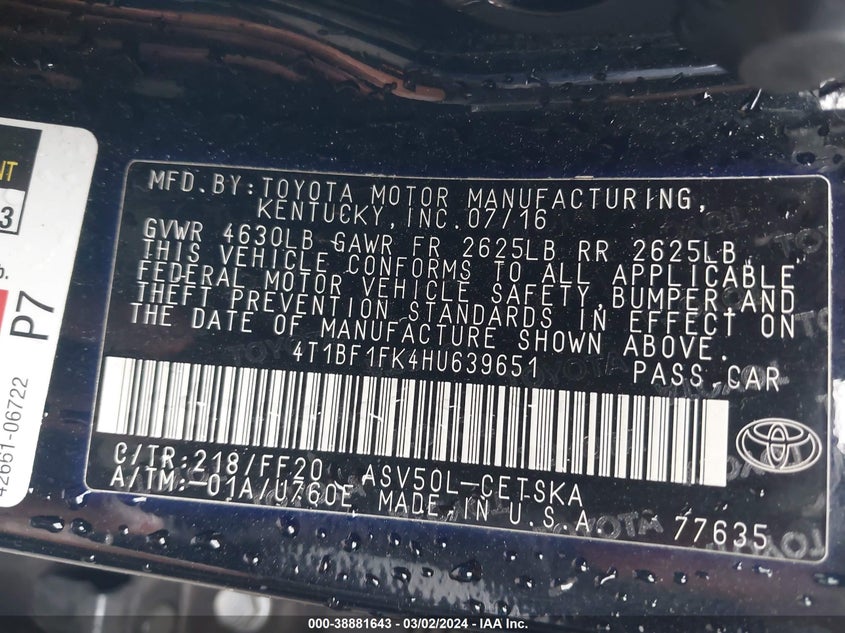 MFD.BY:TOYOTA MOTOR MANUFACTURING,
KENTUCKY,INC.07/16
GVWR 4630LB GAWR FR 2625LB RR 2625LB
THIS VEHICLE CONFORMS TO ALL APPLICABLE
FEDERAL MOTOR VEHICLE SAFETY,BUMPER,AND
THEFT PREVENTION STANDARDS IN EFFECT ON
THE DATE OF MANUFACTURE SHOWN ABOVE.
4T1BF1FK4HU639651 PASS.CAR
C/TR:218/FF20 ASV50L-CETSKA
A/TM:-01A/U760E MADE IN U.S.A
77635
3
P7
42661-06722
000-38881643 - 03/02/2024 - IAAI.com.